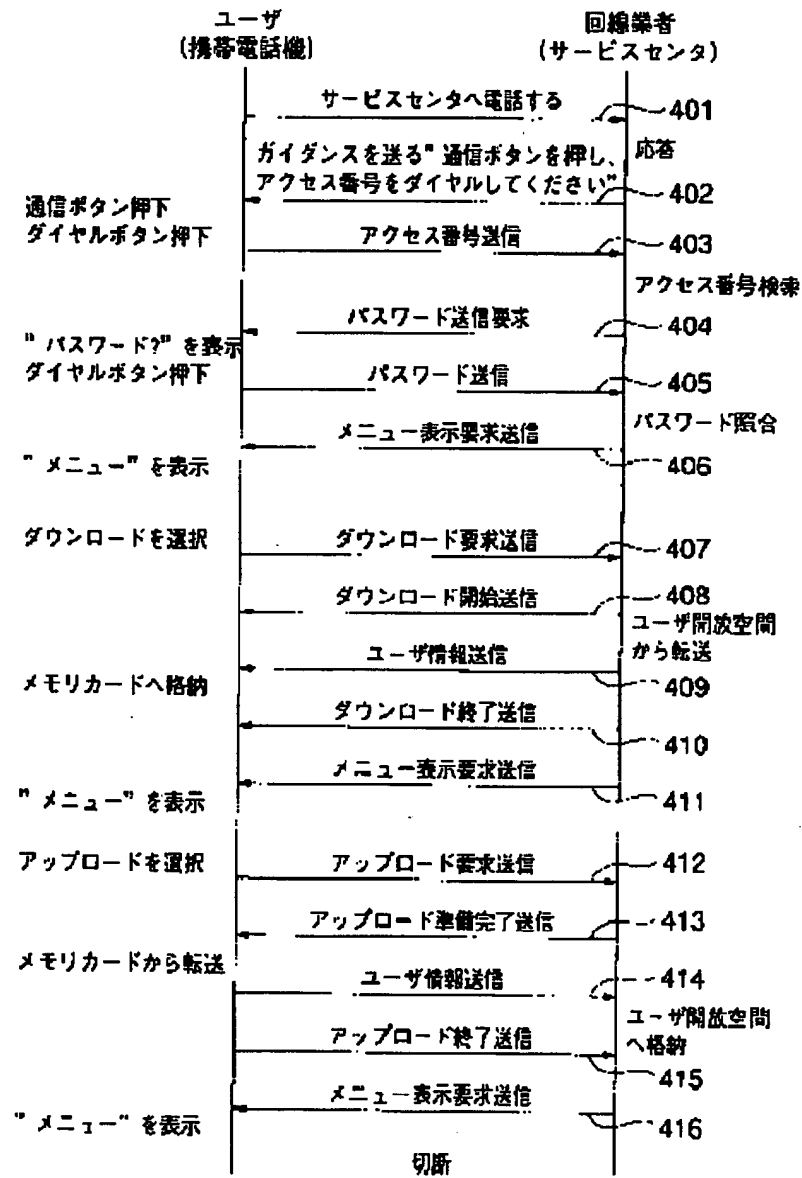 ユーザ
(携帯電話機)
回線業者
(サービスセンタ)
サービスセンタへ電話する
401
ガイダンスを送る"通信ボタンを押し、
アクセス番号をダイヤルしてください"
応答
402
通信ボタン押下
ダイヤルボタン押下
アクセス番号送信
403
アクセス番号検索
パスワード送信要求
404
"パスワード?"を表示
ダイヤルボタン押下
パスワード送信
405
パスワード照合
メニュー表示要求送信
406
"メニュー"を表示
ダウンロードを選択
ダウンロード要求送信
407
ダウンロード開始送信
408
ユーザ開放空間
から転送
ユーザ情報送信
409
メモリカードへ格納
ダウンロード終了送信
410
メニュー表示要求送信
411
"メニュー"を表示
アップロードを選択
アップロード要求送信
412
アップロード準備完了送信
413
メモリカードから転送
ユーザ情報送信
414
ユーザ開放空間
へ格納
アップロード終了送信
415
メニュー表示要求送信
416
"メニュー"を表示
切断